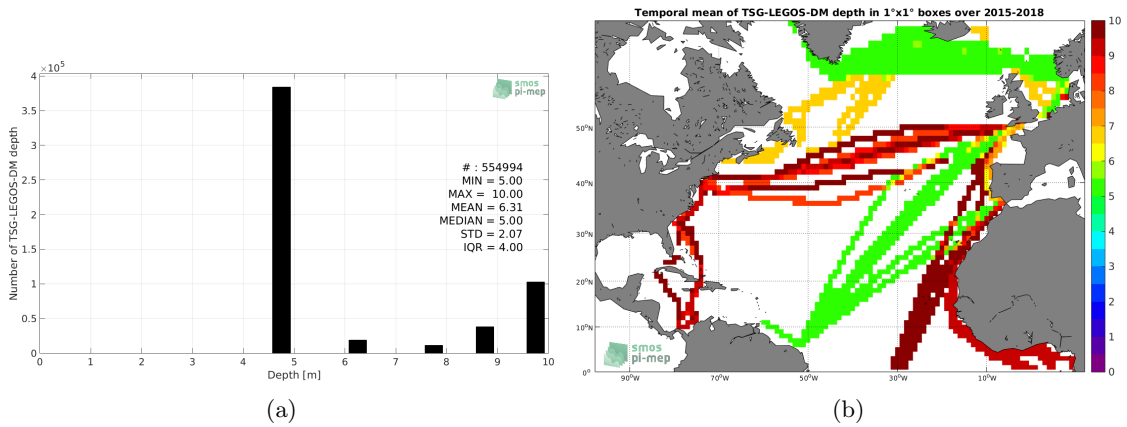 ×10^5
4
3.5
3
2.5
2
1.5
1
0.5
0
Number of TSG-LEGOS-DM depth
smos
pi-mep
# : 554994
MIN = 5.00
MAX = 10.00
MEAN = 6.31
MEDIAN = 5.00
STD = 2.07
IQR = 4.00
0 1 2 3 4 5 6 7 8 9 10
Depth [m]
(a)
Temporal mean of TSG-LEGOS-DM depth in 1°x1° boxes over 2015-2018
50°N
40°N
30°N
20°N
10°N
0°
90°W 70°W 50°W 30°W 10°W
smos
pi-mep
10
9
8
7
6
5
4
3
2
1
0
(b)